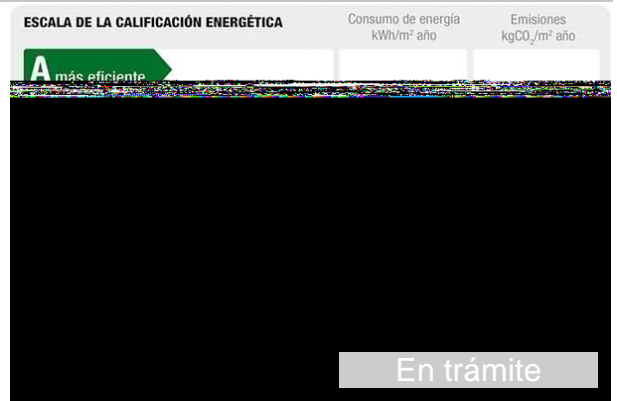 ESCALA DE LA CALIFICACIÓN ENERGÉTICA
Consumo de energía
kWh/m² año
Emisiones
kgCO₂/m² año
A más eficiente
En trámite